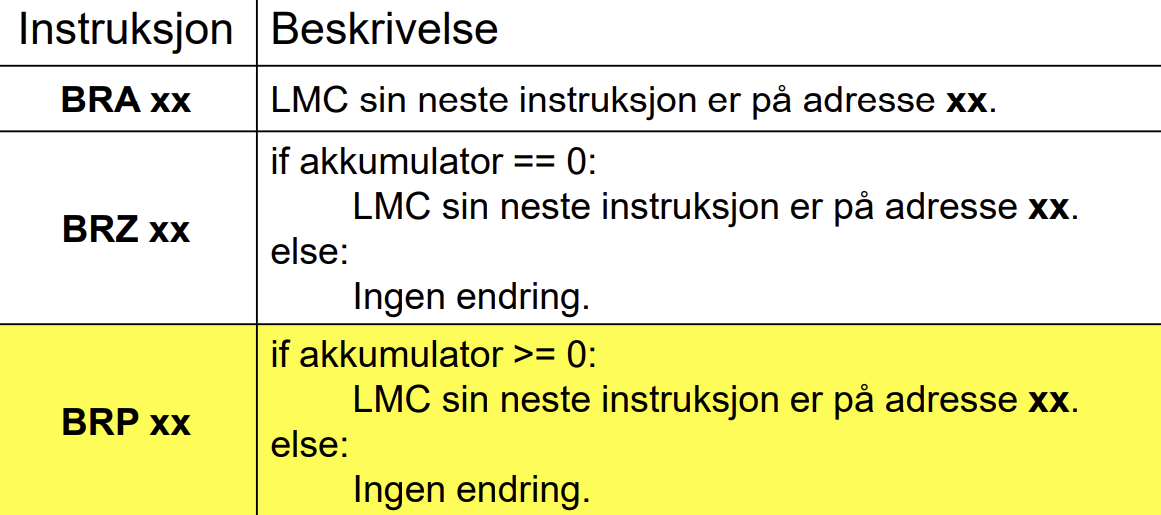 Instruksjon Beskrivelse
BRA xx LMC sin neste instruksjon er på adresse xx.
BRZ xx
if akkumulator == 0:
LMC sin neste instruksjon er på adresse xx.
else:
Ingen endring.
BRP xx
if akkumulator >= 0:
LMC sin neste instruksjon er på adresse xx.
else:
Ingen endring.